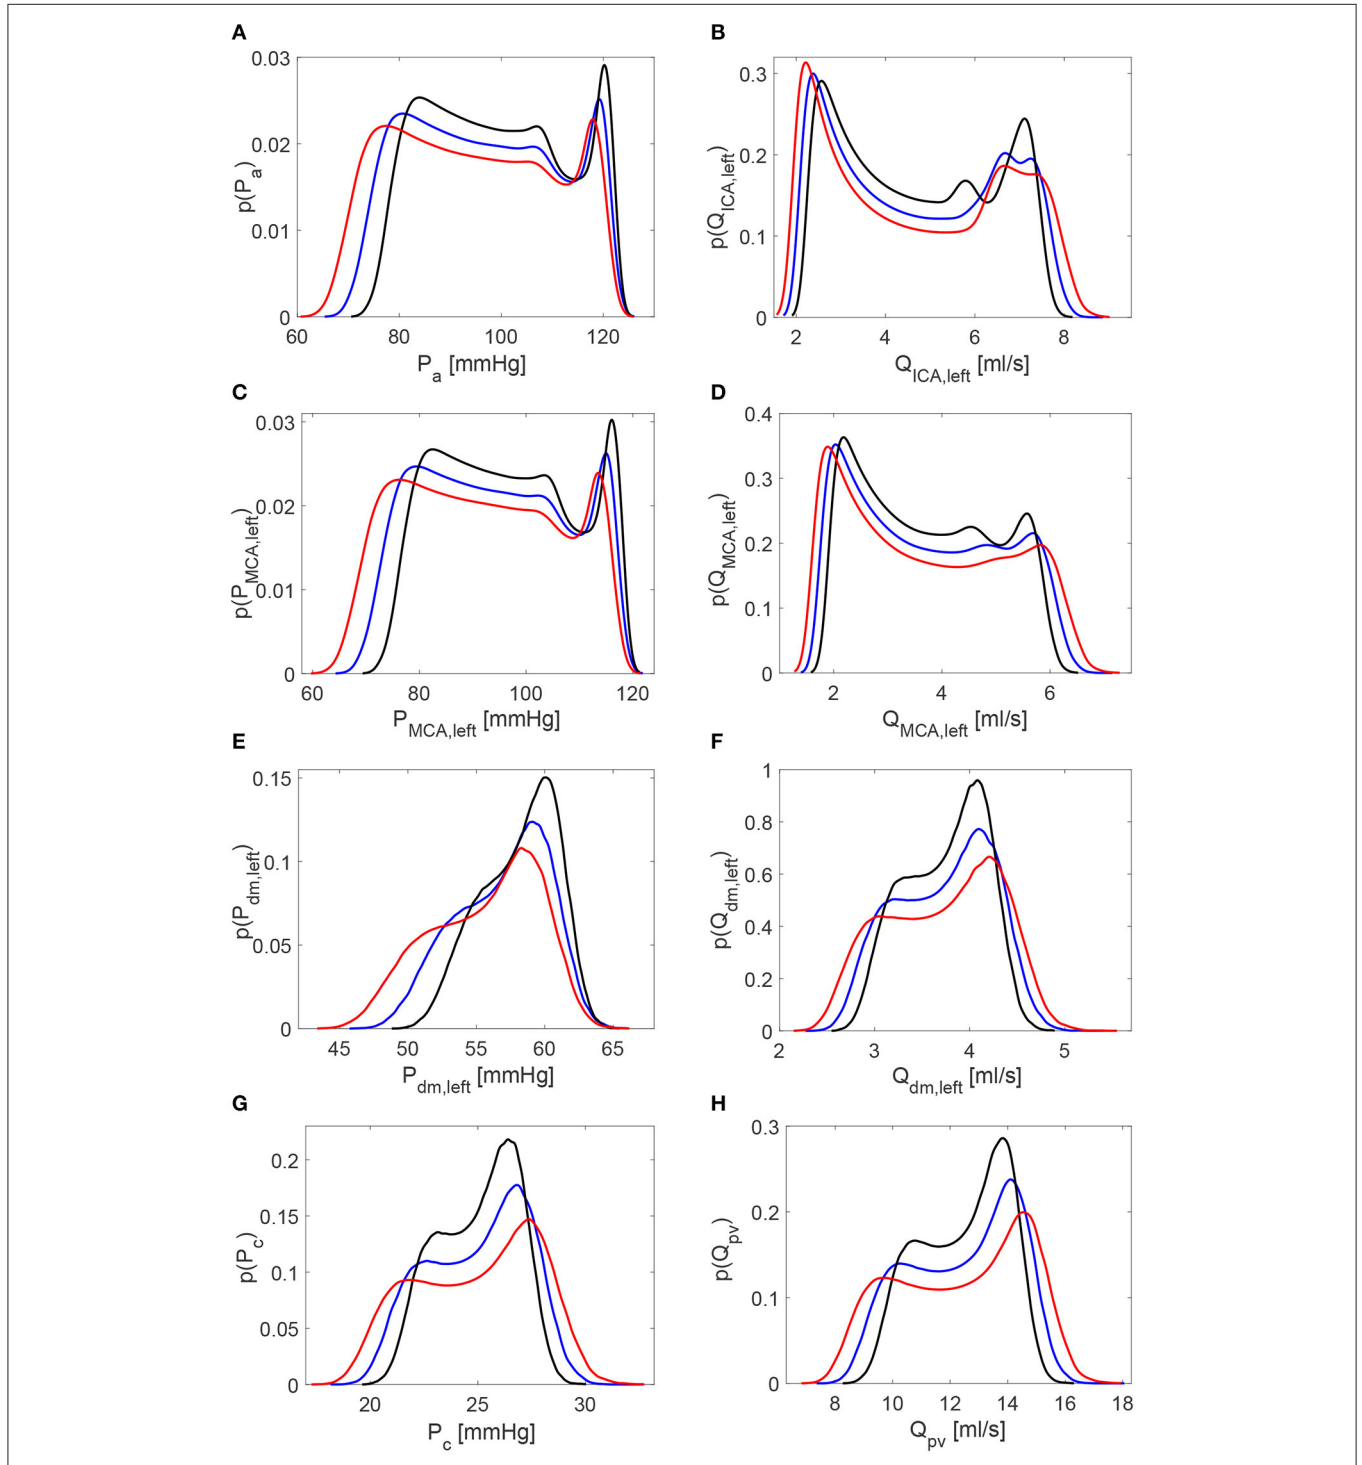 A
0.03
0.02
0.01
0
60 80 100 120
p(P_a)
P_a [mmHg]
B
0.3
0.2
0.1
0
2 4 6 8
p(Q_ICA,left)
Q_ICA,left [ml/s]
C
0.03
0.02
0.01
0
60 80 100 120
p(P_MCA,left)
P_MCA,left [mmHg]
D
0.4
0.3
0.2
0.1
0
2 4 6
p(Q_MCA,left)
Q_MCA,left [ml/s]
E
0.15
0.1
0.05
0
45 50 55 60 65
p(P_dm,left)
P_dm,left [mmHg]
F
1
0.8
0.6
0.4
0.2
0
2 3 4 5
p(Q_dm,left)
Q_dm,left [ml/s]
G
0.2
0.15
0.1
0.05
0
20 25 30
p(P_c)
P_c [mmHg]
H
0.3
0.2
0.1
0
8 10 12 14 16 18
p(Q_pv)
Q_pv [ml/s]